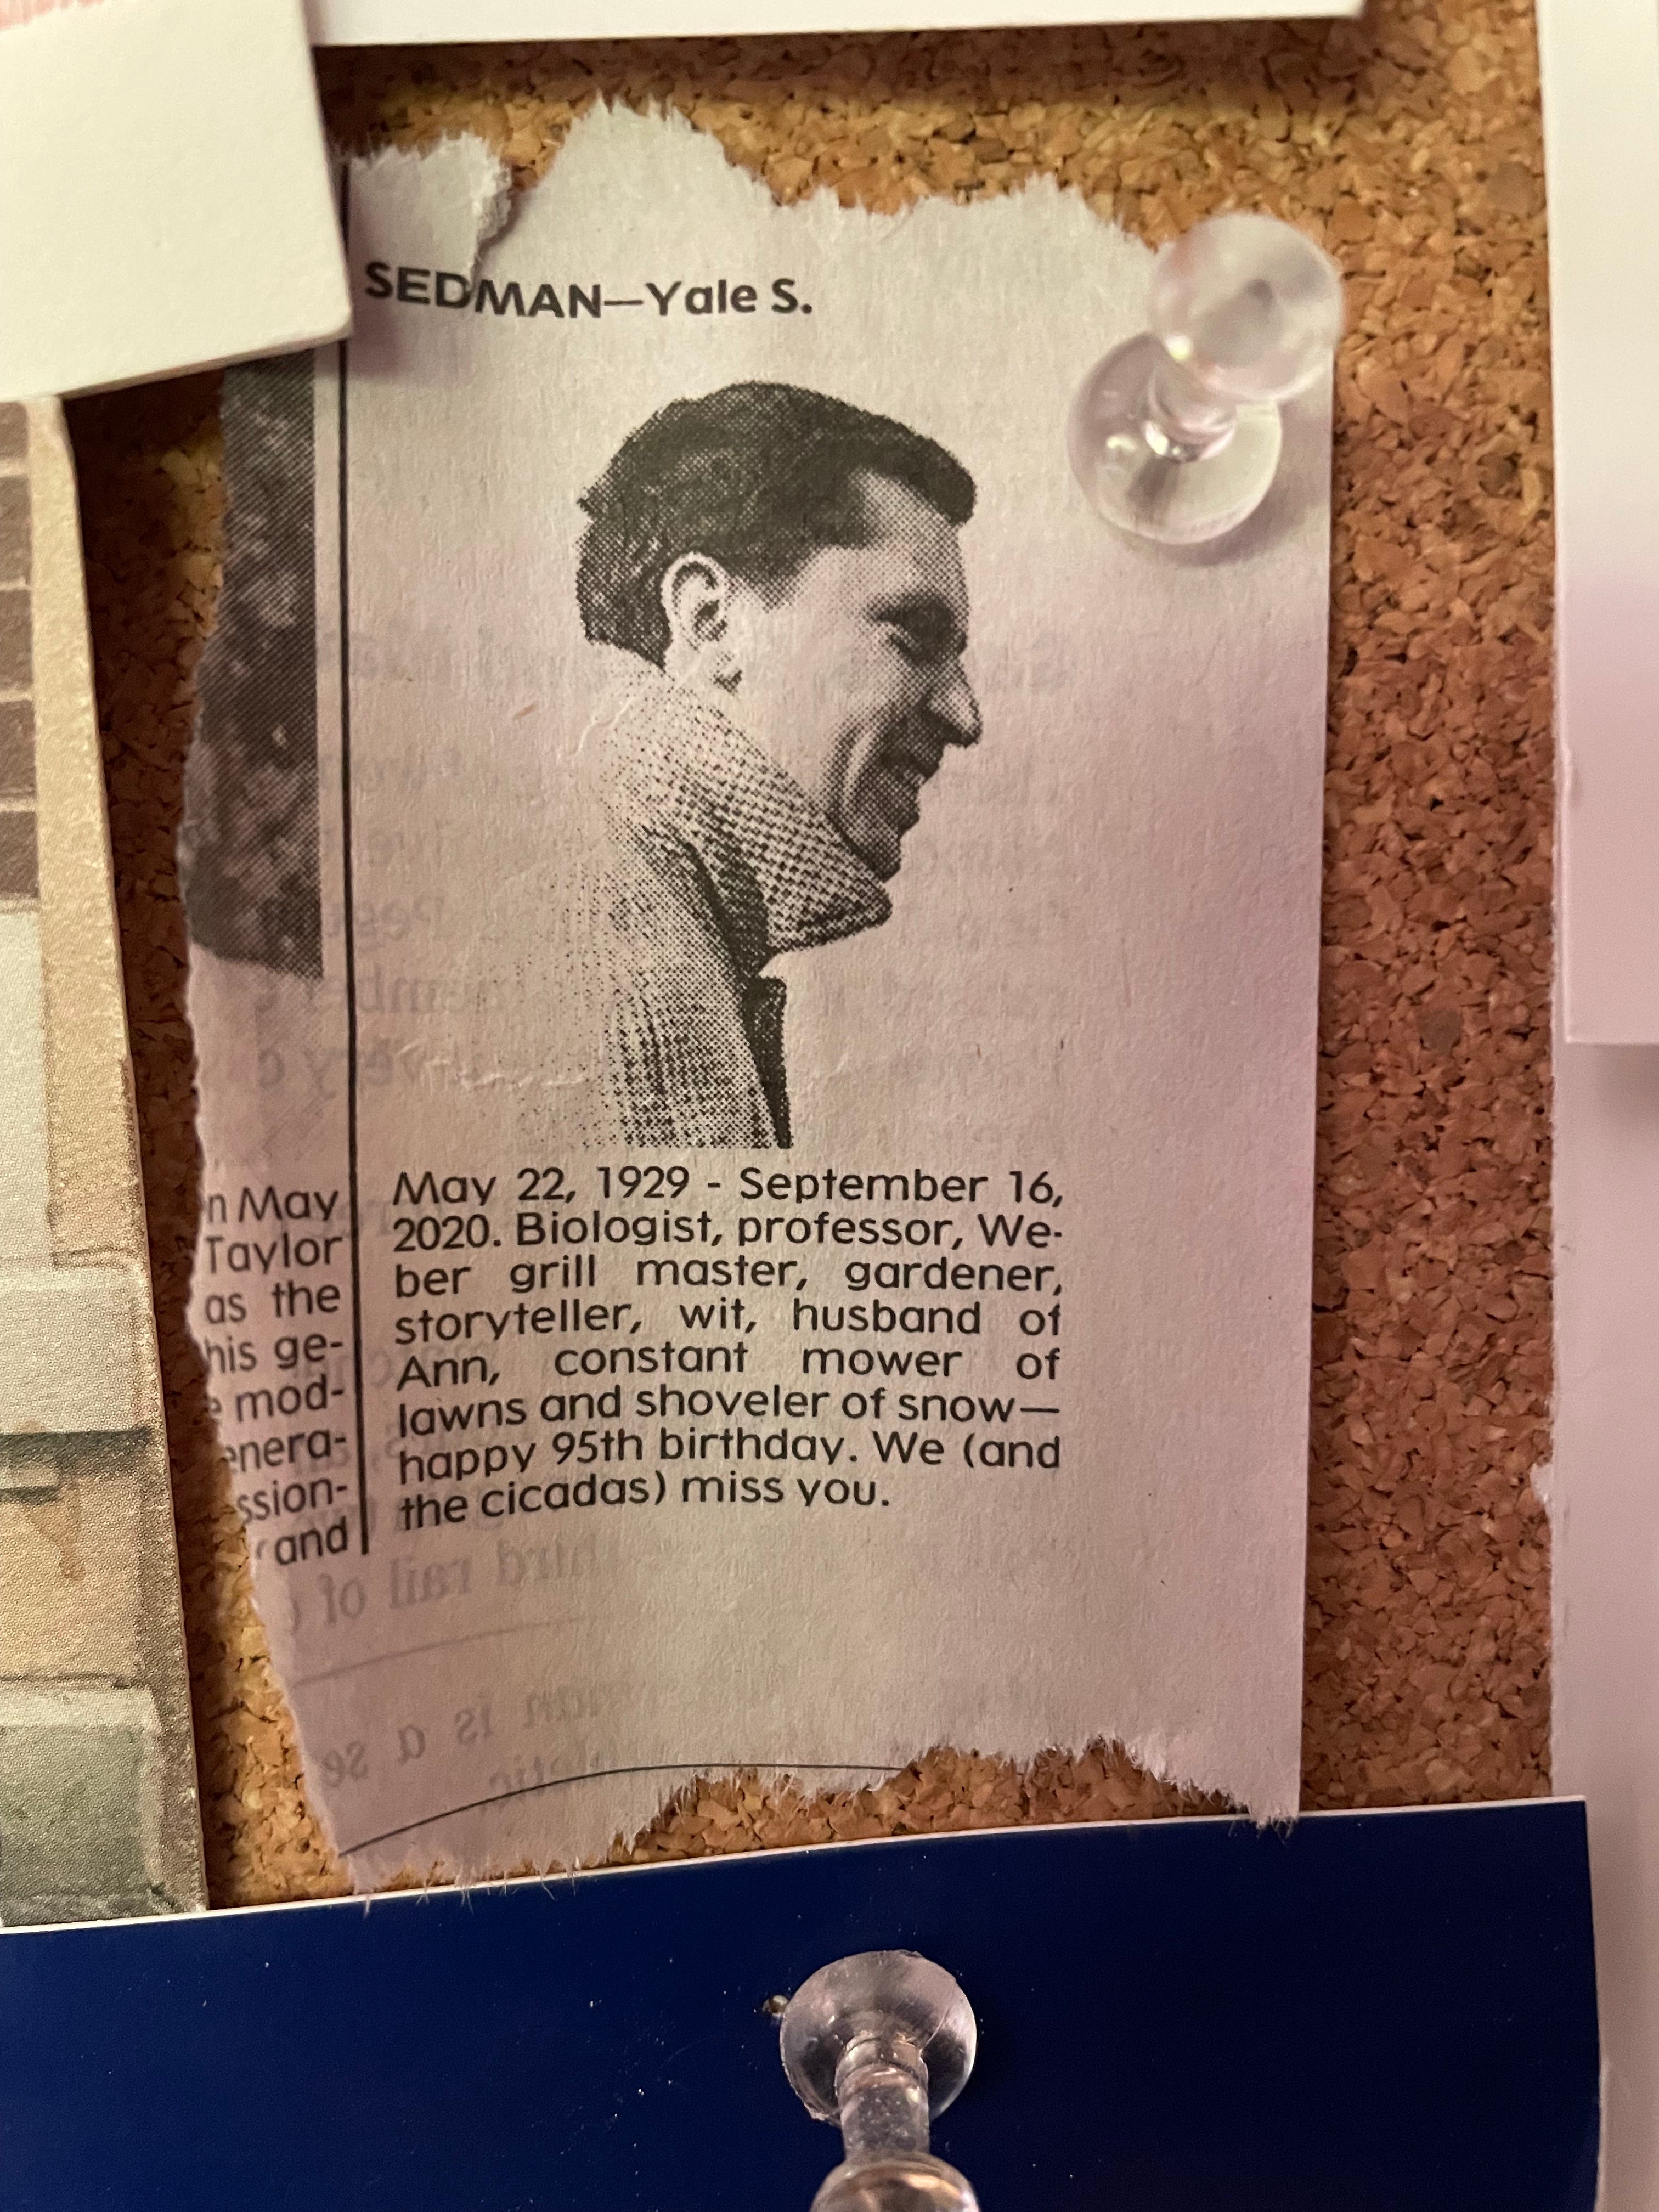 SEDMAN—Yale S.
n May
Taylor
as the
his ge-
mod-
enera-
ssion-
and
May 22, 1929 - September 16,
2020. Biologist, professor, We-
ber grill master, gardener,
storyteller, wit, husband of
Ann, constant mower of
lawns and shoveler of snow—
happy 95th birthday. We (and
the cicadas) miss you.